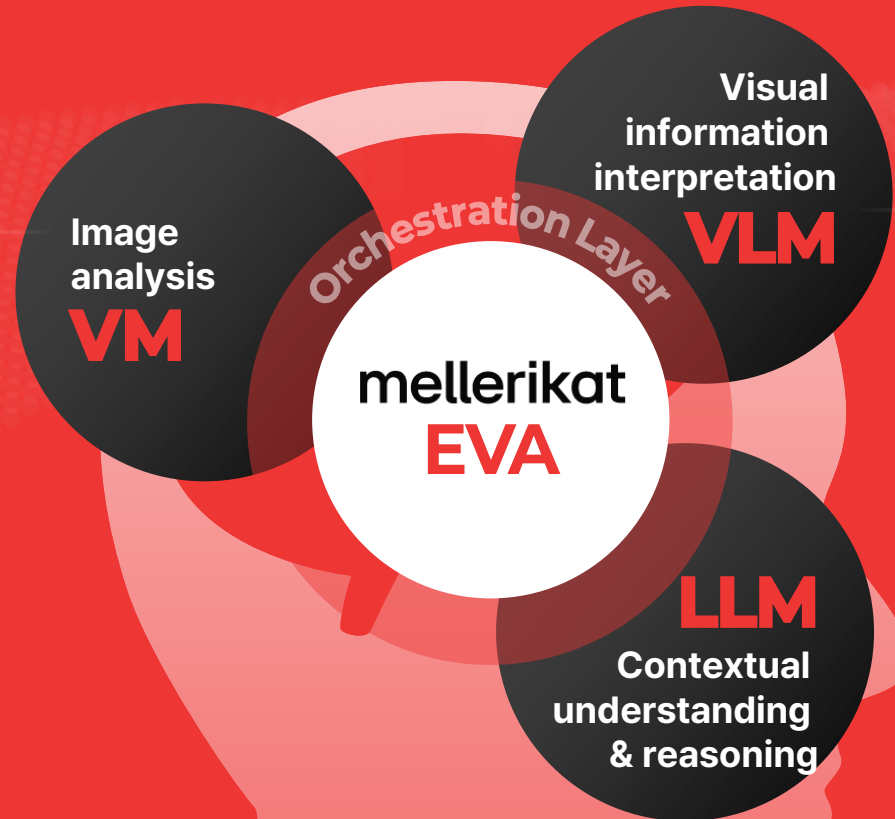 Image
analysis
VM
Visual
information
interpretation
VLM
Orchestration Layer
mellerikat
EVA
LLM
Contextual
understanding
& reasoning